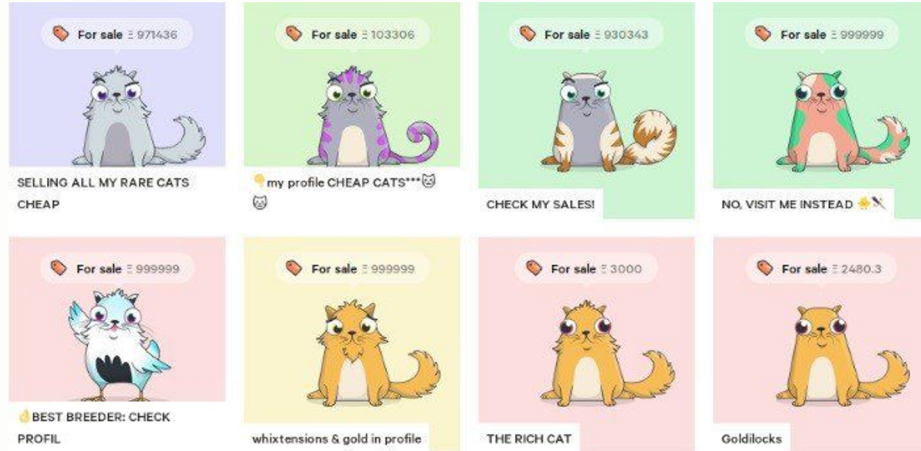 For sale Ξ 971436
For sale Ξ 103306
For sale Ξ 930343
For sale Ξ 999999
SELLING ALL MY RARE CATS
CHEAP
👇my profile CHEAP CATS***🐱
🐱
CHECK MY SALES!
NO, VISIT ME INSTEAD
For sale Ξ 999999
For sale Ξ 999999
For sale Ξ 3000
For sale Ξ 2480.3
👌BEST BREEDER: CHECK
PROFIL
whixtensions & gold in profile
THE RICH CAT
Goldilocks